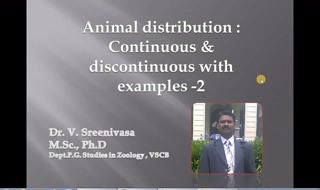 Animal distribution :
Continuous &
discontinuous with
examples -2
Dr. V. Sreenivasa
M.Sc., Ph.D
Dept.P.G. Studies in Zoology , VSCB